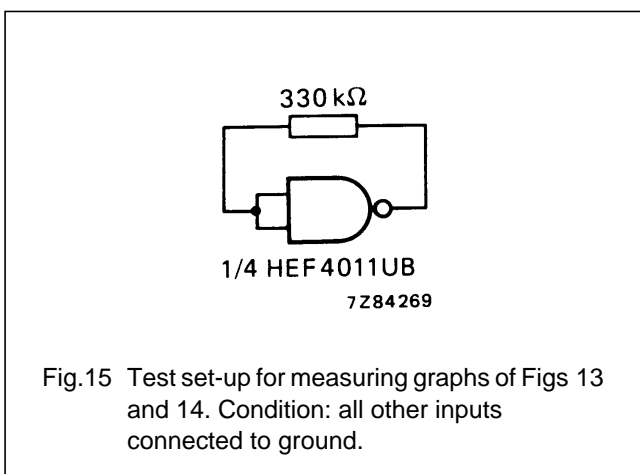 330 kΩ
1/4 HEF4011UB
7Z84269
Fig.15 Test set-up for measuring graphs of Figs 13
and 14. Condition: all other inputs
connected to ground.